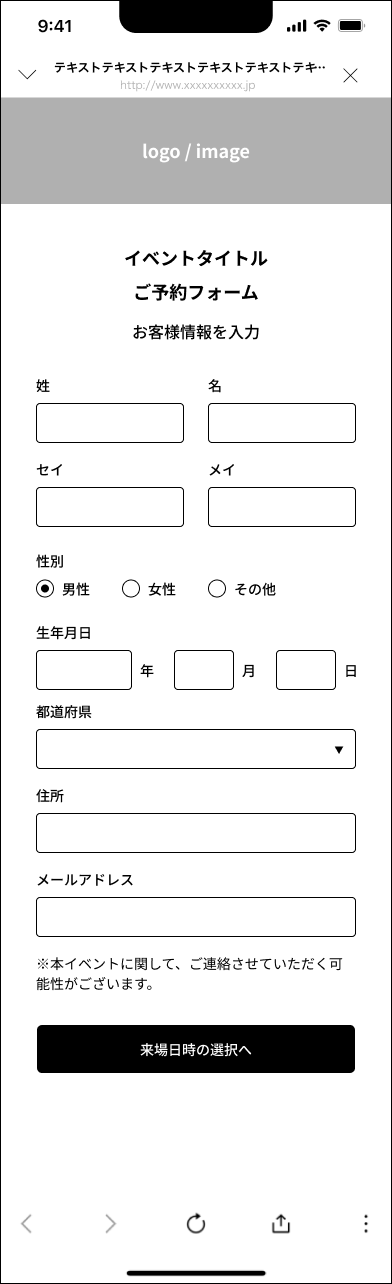 9:41
テキストテキストテキストテキストテキストテキ…
http://www.xxxxxxxxxx.jp
logo / image
イベントタイトル
ご予約フォーム
お客様情報を入力
姓 名
セイ メイ
性別
男性 女性 その他
生年月日
年 月 日
都道府県
▼
住所
メールアドレス
※本イベントに関して、ご連絡させていただく可
能性がございます。
来場日時の選択へ